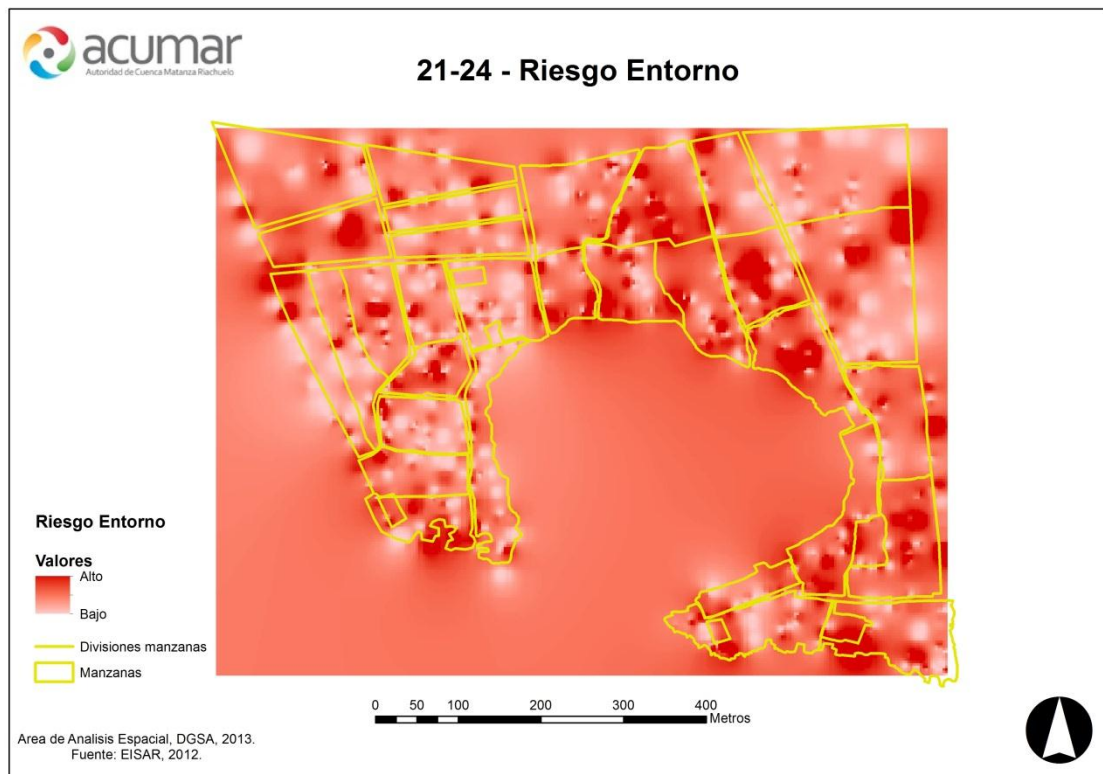 acumar
Autoridad de Cuenca Matanza Riachuelo
21-24 - Riesgo Entorno
Riesgo Entorno
Valores
Alto
Bajo
Divisiones manzanas
Manzanas
0 50 100 200 300 400
Metros
Area de Analisis Espacial, DGSA, 2013.
Fuente: EISAR, 2012.